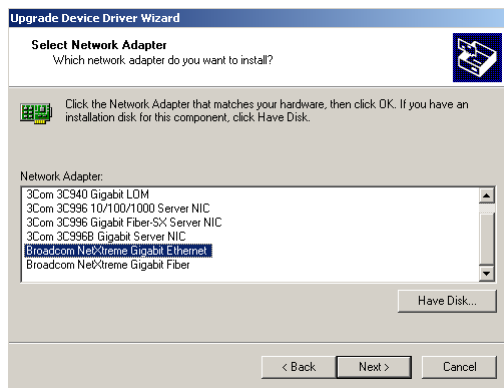 Upgrade Device Driver Wizard
Select Network Adapter
Which network adapter do you want to install?
Click the Network Adapter that matches your hardware, then click OK. If you have an
installation disk for this component, click Have Disk.
Network Adapter:
3Com 3C940 Gigabit LOM
3Com 3C996 10/100/1000 Server NIC
3Com 3C996 Gigabit Fiber-SX Server NIC
3Com 3C996B Gigabit Server NIC
Broadcom NetXtreme Gigabit Ethernet
Broadcom NetXtreme Gigabit Fiber
Have Disk...
< Back
Next >
Cancel